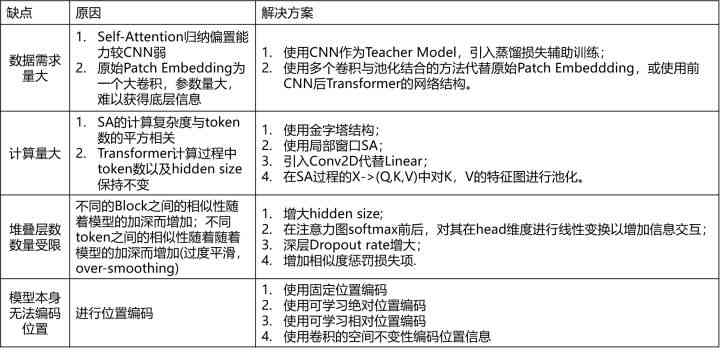 缺点
原因
解决方案
数据需求
量大
1. Self-Attention归纳偏置能
力较CNN弱
2. 原始Patch Embedding为
一个大卷积，参数量大，
难以获得底层信息
1. 使用CNN作为Teacher Model，引入蒸馏损失辅助训练；
2. 使用多个卷积与池化结合的方法代替原始Patch Embeddding，或使用前
CNN后Transformer的网络结构。
计算量大
1. SA的计算复杂度与token
数的平方相关
2. Transformer计算过程中
token数以及hidden size
保持不变
1. 使用金字塔结构；
2. 使用局部窗口SA；
3. 引入Conv2D代替Linear；
4. 在SA过程的X->(Q,K,V)中对K，V的特征图进行池化。
堆叠层数
数量受限
不同的Block之间的相似性随
着模型的加深而增加；不同
token之间的相似性随着随着
模型的加深而增加(过度平滑，
over-smoothing)
1. 增大hidden size;
2. 在注意力图softmax前后，对其在head维度进行线性变换以增加信息交互；
3. 深层Dropout rate增大；
4. 增加相似度惩罚损失项.
模型本身
无法编码
位置
进行位置编码
1. 使用固定位置编码
2. 使用可学习绝对位置编码
3. 使用可学习相对位置编码
4. 使用卷积的空间不变性编码位置信息